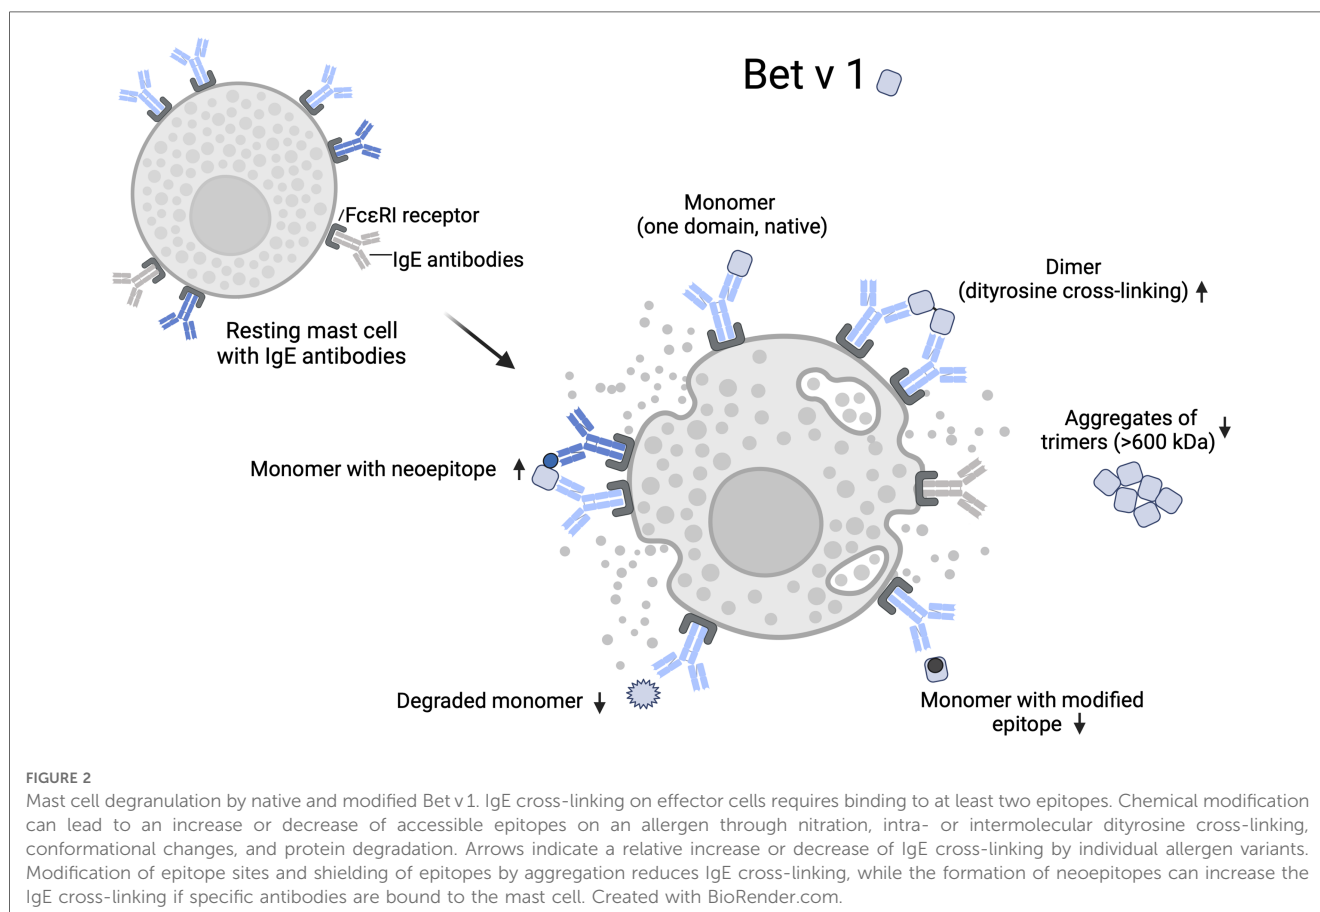 Bet v 1
Monomer
(one domain, native)
FcεRI receptor
IgE antibodies
Dimer
(dityrosine cross-linking)
Resting mast cell
with IgE antibodies
Aggregates of
trimers (>600 kDa)
Monomer with neoepitope
Degraded monomer
Monomer with modified
epitope
FIGURE 2
Mast cell degranulation by native and modified Bet v 1. IgE cross-linking on effector cells requires binding to at least two epitopes. Chemical modification
can lead to an increase or decrease of accessible epitopes on an allergen through nitration, intra- or intermolecular dityrosine cross-linking,
conformational changes, and protein degradation. Arrows indicate a relative increase or decrease of IgE cross-linking by individual allergen variants.
Modification of epitope sites and shielding of epitopes by aggregation reduces IgE cross-linking, while the formation of neoepitopes can increase the
IgE cross-linking if specific antibodies are bound to the mast cell. Created with BioRender.com.